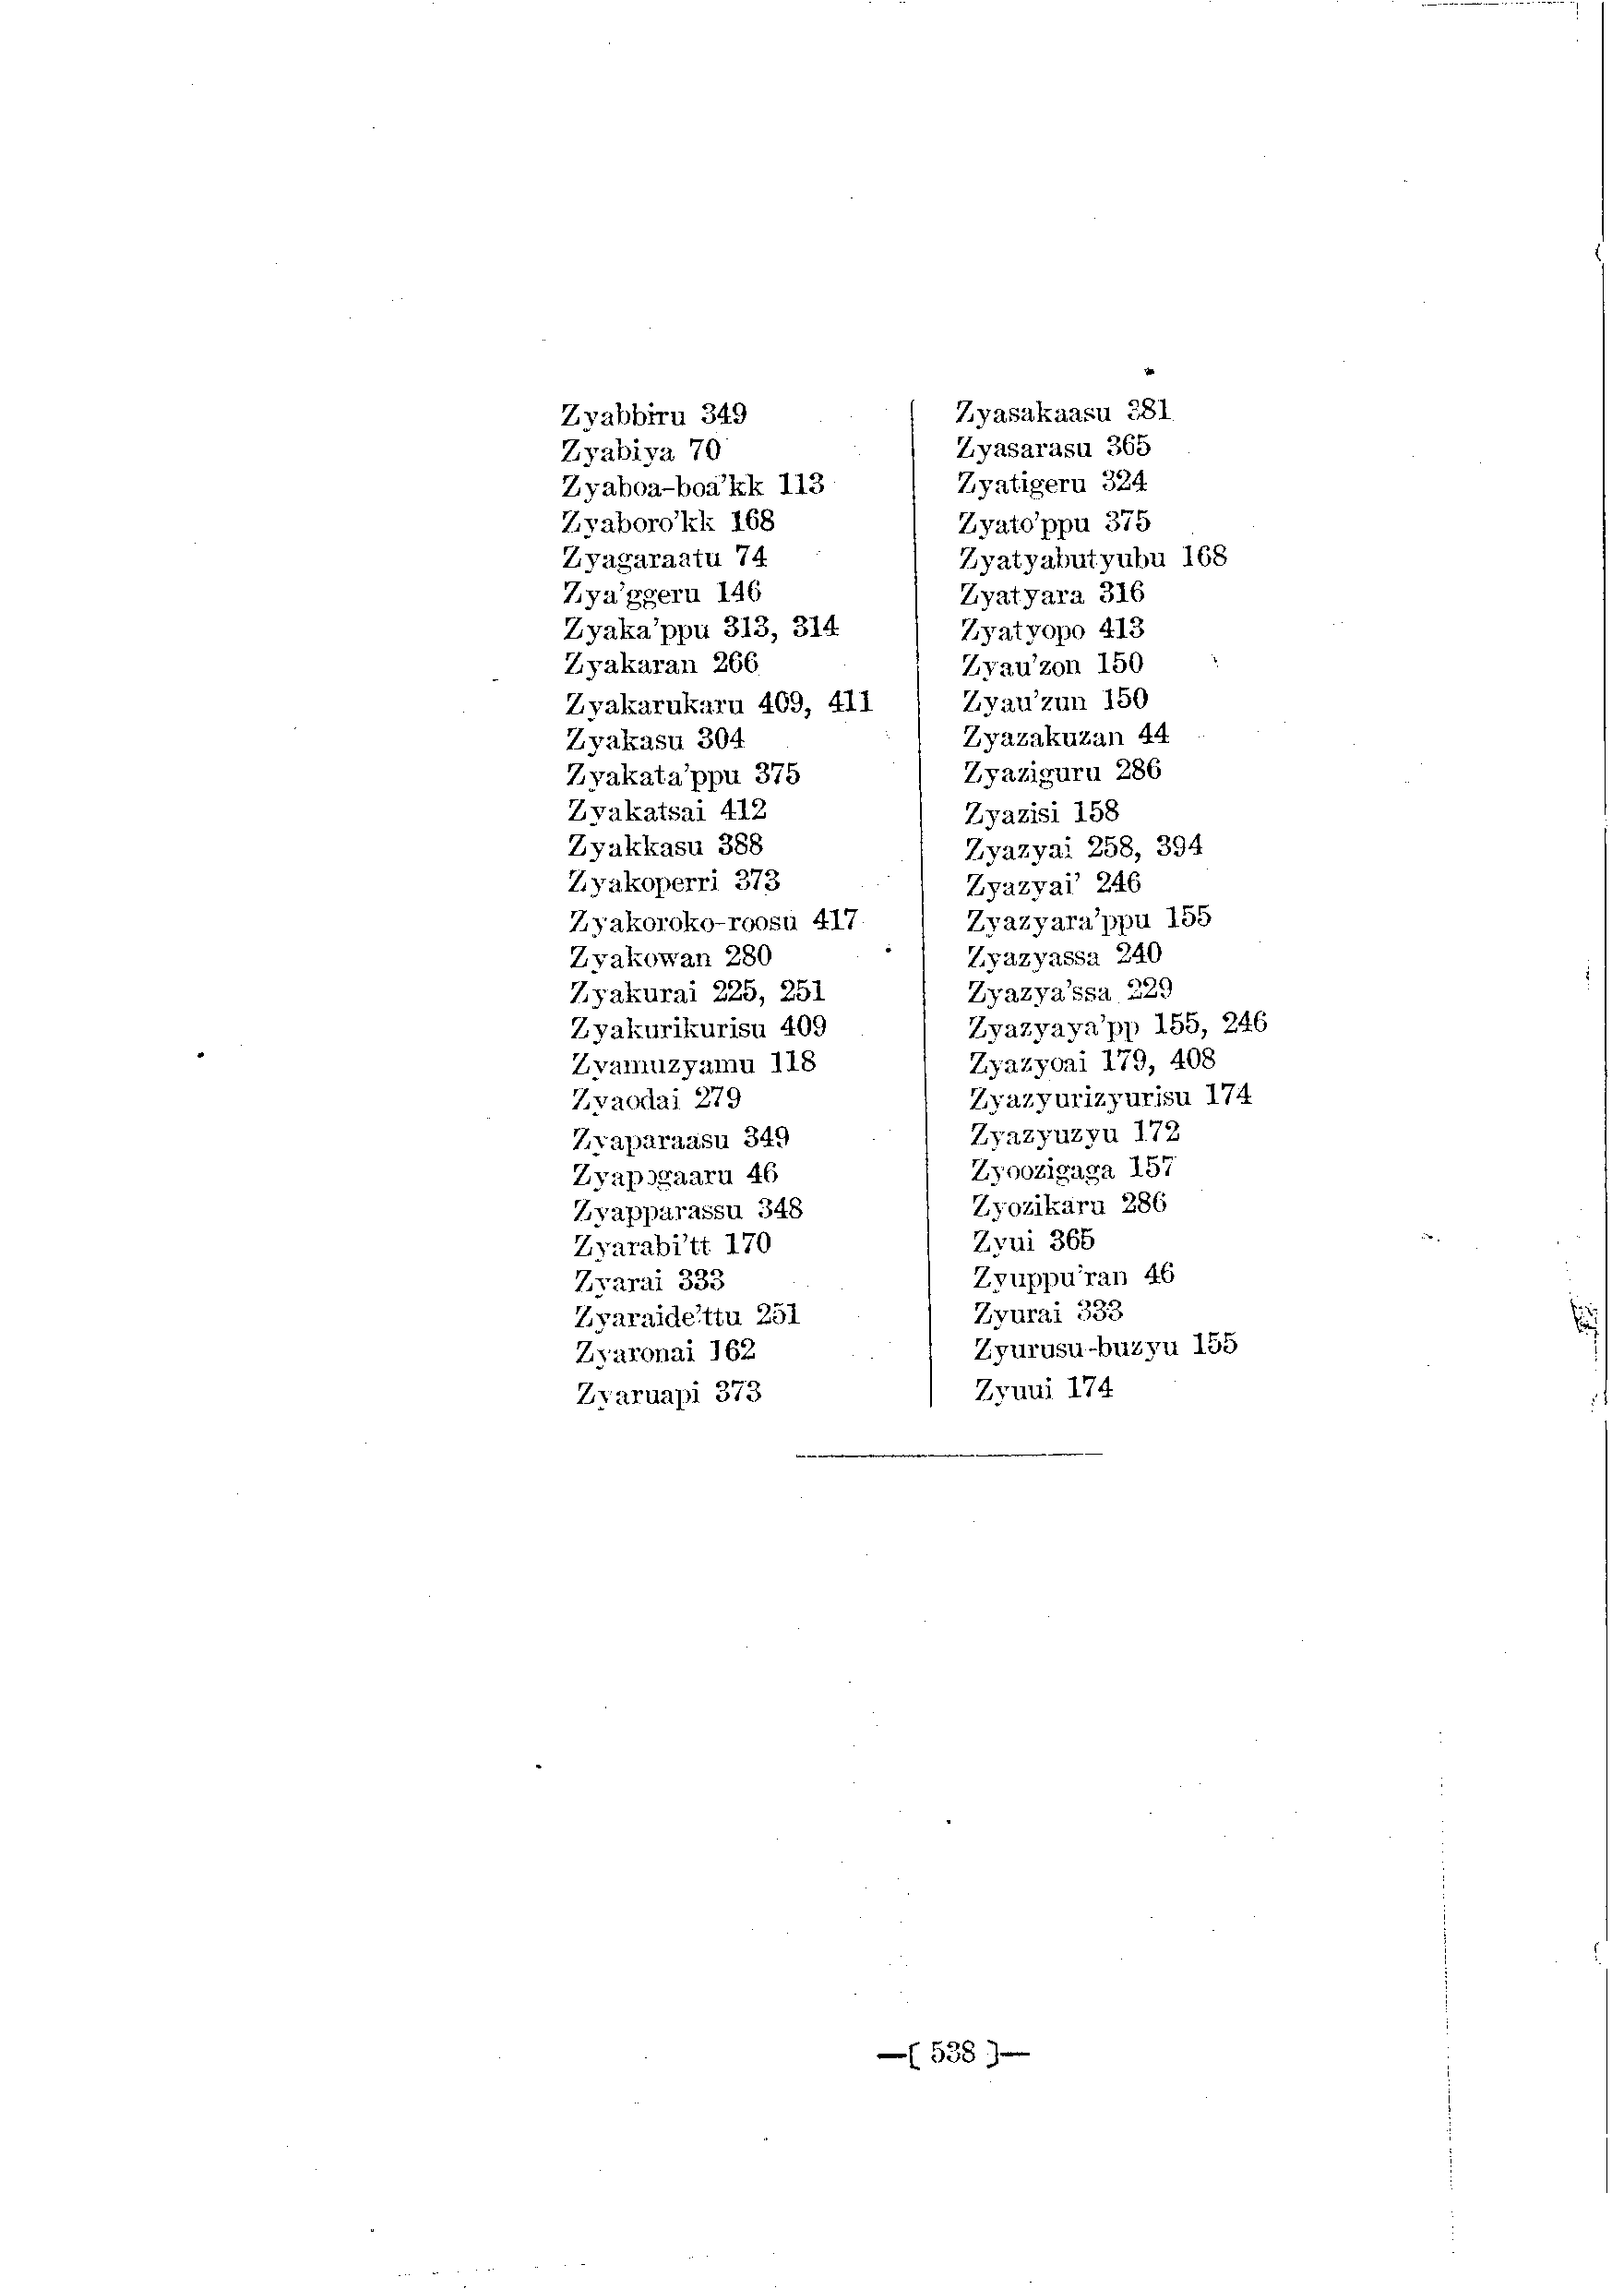 Zyabbiru 349
Zyabiya 70
Zyaboa-boa'kk 113
Zyaboro'kk 168
Zyagaraatu 74
Zya'ggeru 146
Zyaka'ppu 313, 314
Zyakaran 266
Zyakarukaru 409, 411
Zyakasu 304
Zyakata'ppu 375
Zyakatsai 412
Zyakkasu 388
Zyakoperri 373
Zyakoroko-roosu 417
Zyakowan 280
Zyakurai 225, 251
Zyakurikurisu 409
Zyamuzyamu 118
Zyaodai 279
Zyaparaasu 349
Zyapogaaru 46
Zyapparassu 348
Zyarabi'tt 170
Zyarai 333
Zyaraide'ttu 251
Zyaronai 162
Zyaruapi 373
Zyasakaasu 381
Zyasarasu 365
Zyatigeru 324
Zyato'ppu 375
Zyatyabutyubu 168
Zyatyara 316
Zyatyopo 413
Zyau'zon 150
Zyau'zun 150
Zyazakuzan 44
Zyaziguru 286
Zyazisi 158
Zyazyai 258, 394
Zyazyai' 246
Zyazyara'ppu 155
Zyazyassa 240
Zyazya'ssa 229
Zyazyaya'pp 155, 246
Zyazyoai 179, 408
Zyazyurizyurisu 174
Zyazyuzyu 172
Zyoozigaga 157
Zyozikaru 286
Zyui 365
Zyuppu'ran 46
Zyurai 333
Zyurusu-buzyu 155
Zyuui 174
—( 538 )—